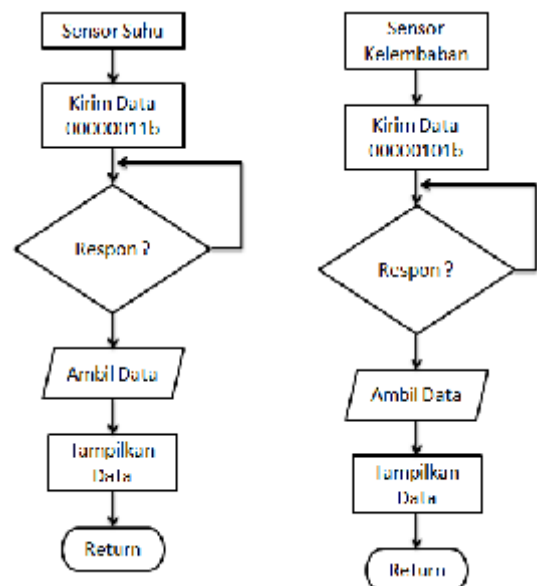 Sensor Suhu
Kirim Data
00000011b
Respon ?
Ambil Data
Tampilkan
Data
Return
Sensor
Kelembaban
Kirim Data
00000101b
Respon ?
Ambil Data
Tampilkan
Data
Return